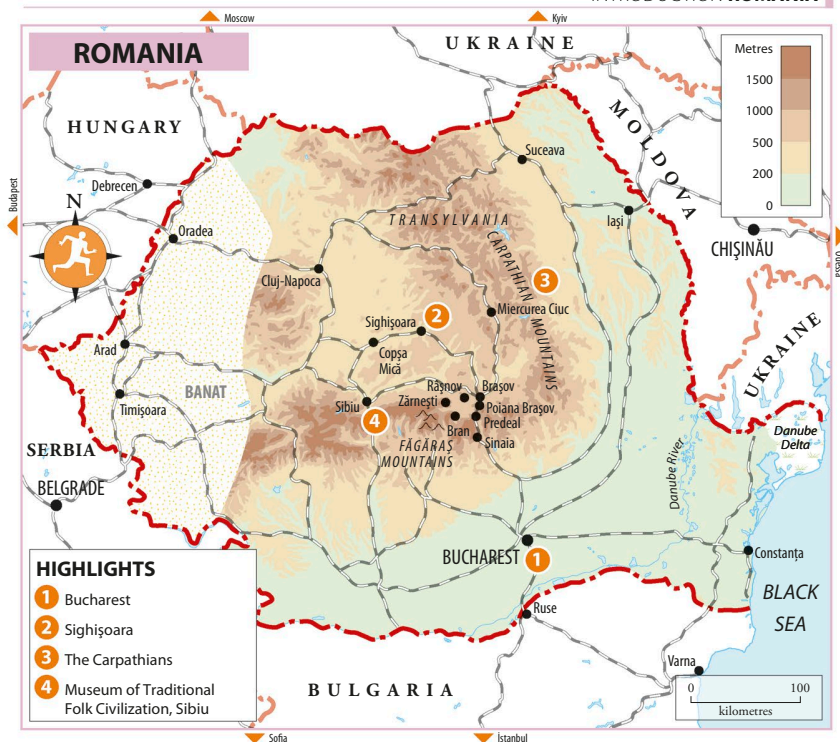 ROMANIA
Moscow
Kyiv
UKRAINE
Metres
1500
1000
500
200
0
HUNGARY
MOLDOVA
Suceava
Debrecen
Budapest
N
Iași
TRANSYLVANIA
Oradea
CHIȘINĂU
Odessa
CARPATHIAN MOUNTAINS
Cluj-Napoca
3
Miercurea Ciuc
2
Sighișoara
UKRAINE
Arad
Copșa
Mică
BANAT
Râșnov
Brașov
Timișoara
Sibiu
Zărnești
Poiana Brașov
4
Predeal
Bran
Danube
Delta
FĂGĂRAȘ
MOUNTAINS
Sinaia
SERBIA
Danube River
BELGRADE
BUCHAREST
1
Constanța
HIGHLIGHTS
1 Bucharest
2 Sighișoara
3 The Carpathians
4 Museum of Traditional
Folk Civilization, Sibiu
BLACK
SEA
Ruse
Varna
BULGARIA
0 100
kilometres
Sofia
İstanbul